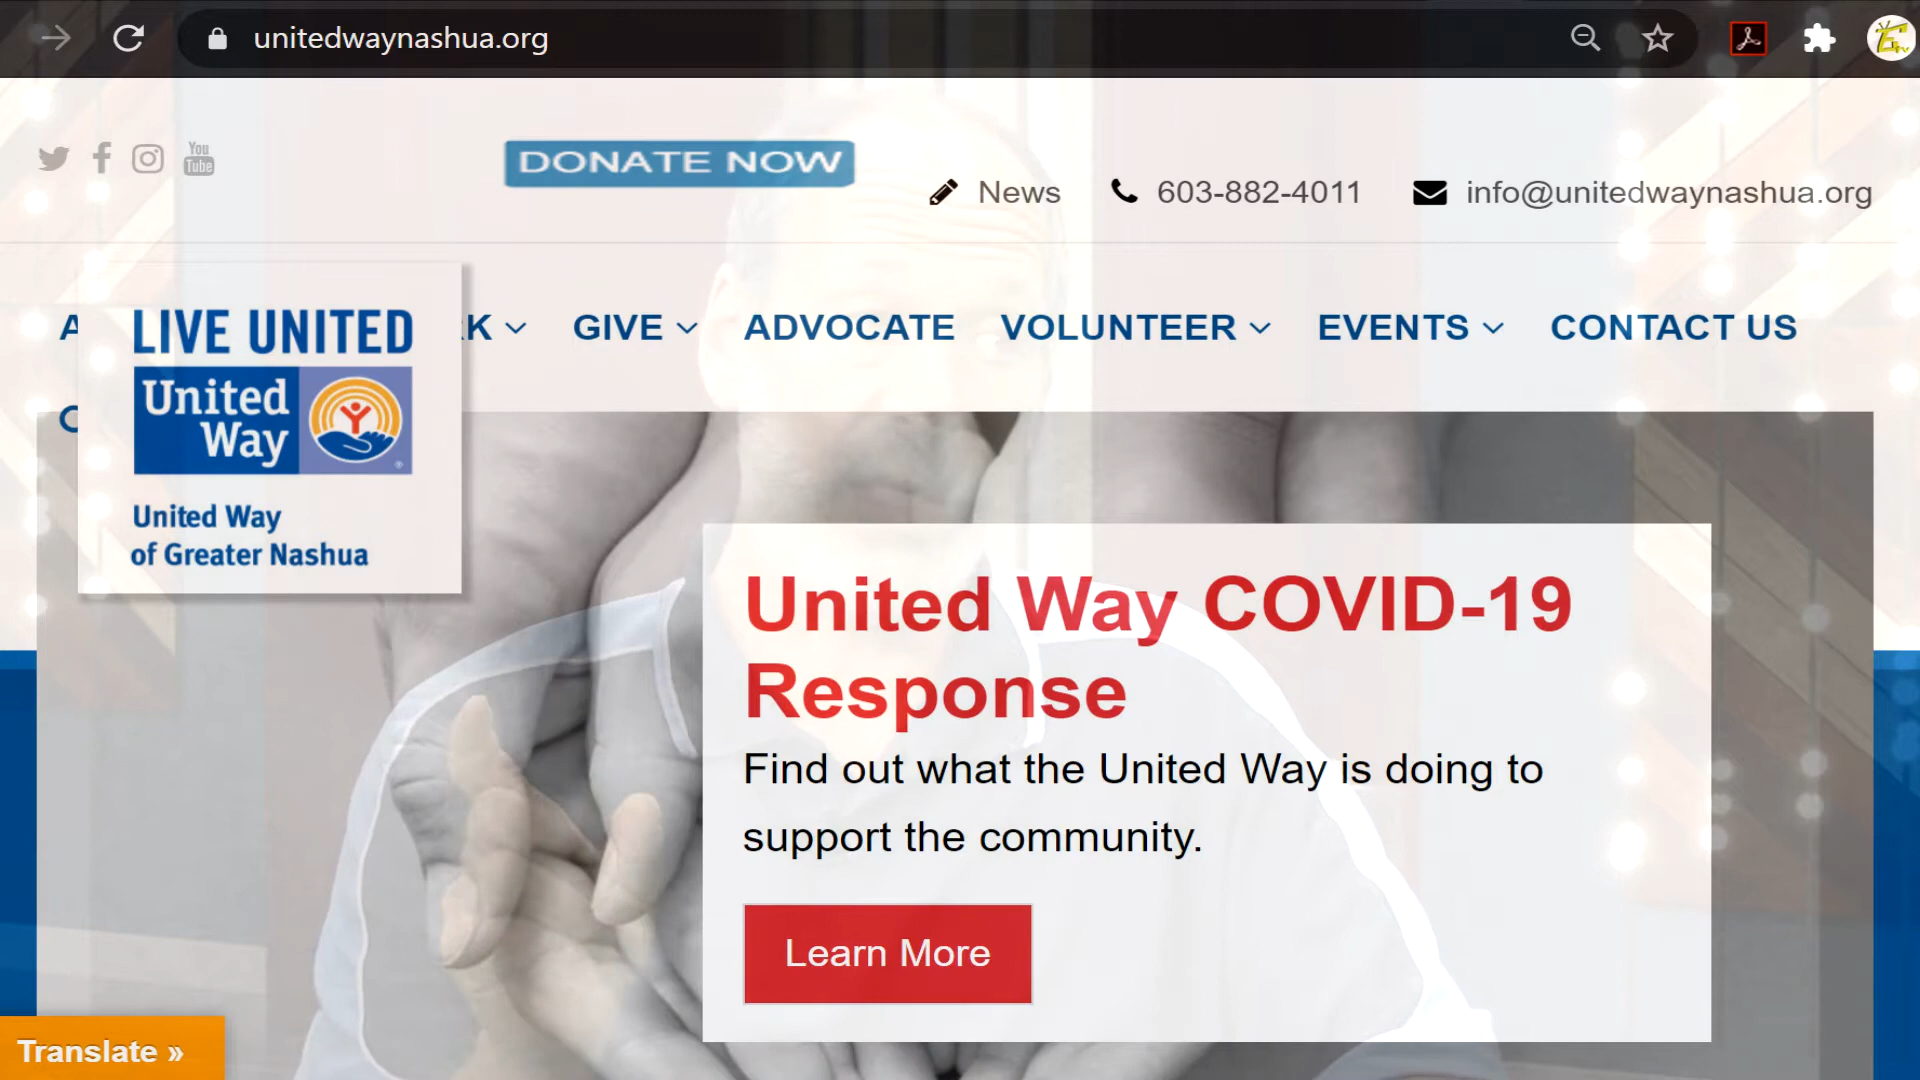 unitedwaynashua.org
You
Tube
DONATE NOW
News
603-882-4011
info@unitedwaynashua.org
LIVE UNITED
United
Way
United Way
of Greater Nashua
GIVE
ADVOCATE
VOLUNTEER
EVENTS
CONTACT US
United Way COVID-19
Response
Find out what the United Way is doing to
support the community.
Learn More
Translate »